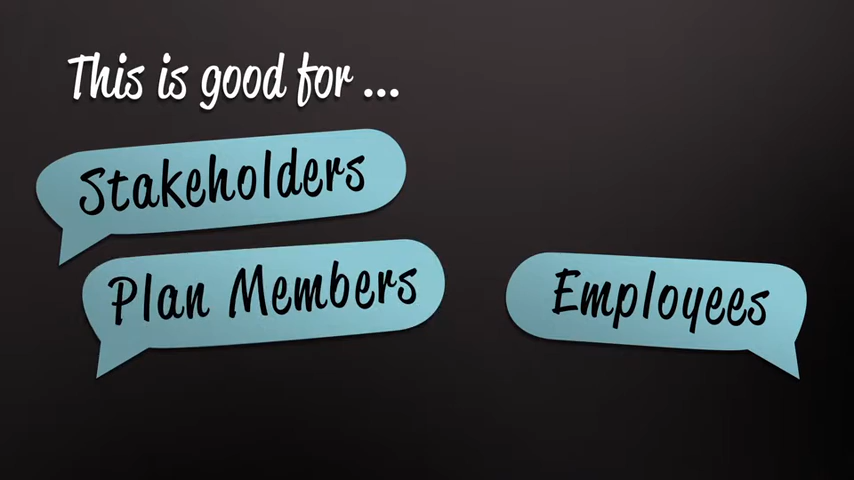 This is good for ...
Stakeholders
Plan Members
Employees